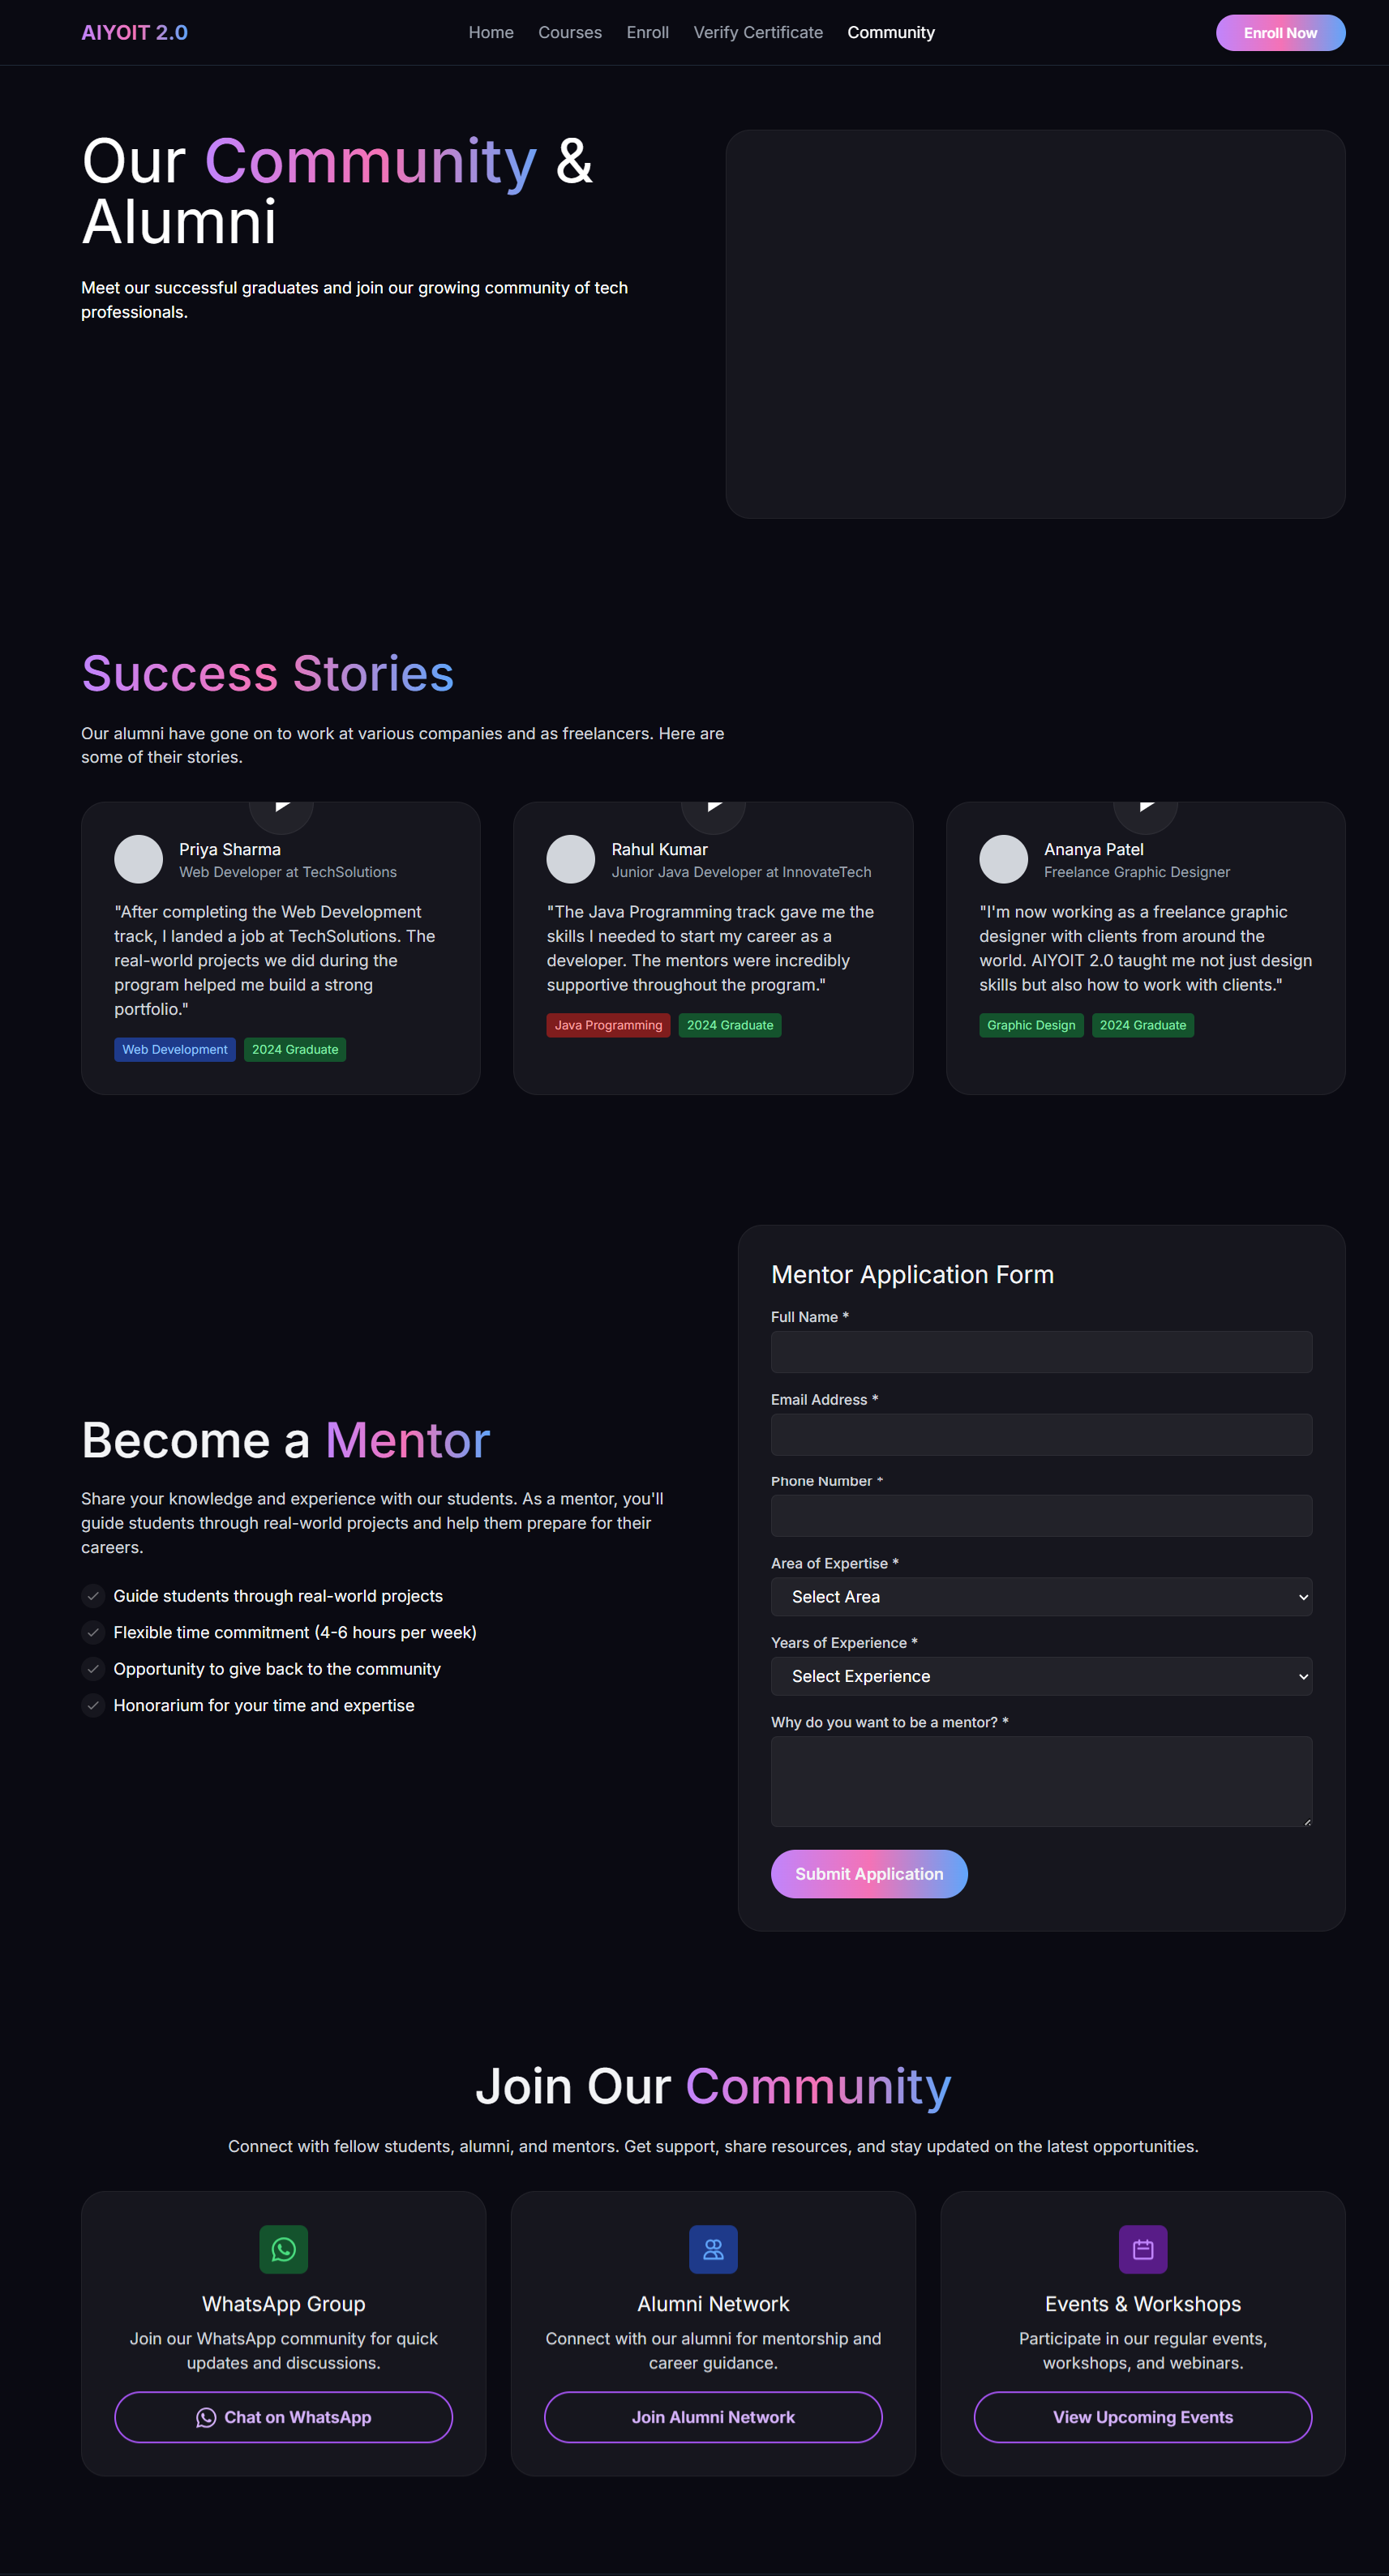 AIYOIT 2.0
Home Courses Enroll Verify Certificate Community
Enroll Now
Our Community &
Alumni
Meet our successful graduates and join our growing community of tech
professionals.
Success Stories
Our alumni have gone on to work at various companies and as freelancers. Here are
some of their stories.
Priya Sharma
Web Developer at TechSolutions
"After completing the Web Development
track, I landed a job at TechSolutions. The
real-world projects we did during the
program helped me build a strong
portfolio."
Web Development 2024 Graduate
Rahul Kumar
Junior Java Developer at InnovateTech
"The Java Programming track gave me the
skills I needed to start my career as a
developer. The mentors were incredibly
supportive throughout the program."
Java Programming 2024 Graduate
Ananya Patel
Freelance Graphic Designer
"I'm now working as a freelance graphic
designer with clients from around the
world. AIYOIT 2.0 taught me not just design
skills but also how to work with clients."
Graphic Design 2024 Graduate
Become a Mentor
Share your knowledge and experience with our students. As a mentor, you'll
guide students through real-world projects and help them prepare for their
careers.
Guide students through real-world projects
Flexible time commitment (4-6 hours per week)
Opportunity to give back to the community
Honorarium for your time and expertise
Mentor Application Form
Full Name *
Email Address *
Phone Number *
Area of Expertise *
Select Area
Years of Experience *
Select Experience
Why do you want to be a mentor? *
Submit Application
Join Our Community
Connect with fellow students, alumni, and mentors. Get support, share resources, and stay updated on the latest opportunities.
WhatsApp Group
Join our WhatsApp community for quick
updates and discussions.
Chat on WhatsApp
Alumni Network
Connect with our alumni for mentorship and
career guidance.
Join Alumni Network
Events & Workshops
Participate in our regular events,
workshops, and webinars.
View Upcoming Events